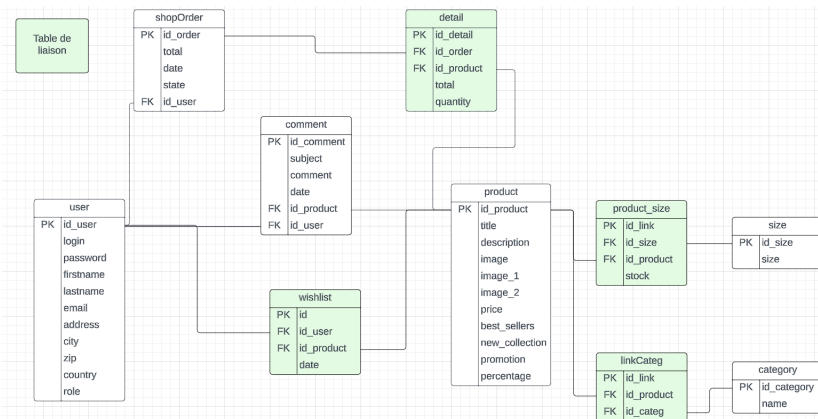 Table de
liaison
shopOrder
PK id_order
total
date
state
FK id_user
detail
PK id_detail
FK id_order
FK id_product
total
quantity
comment
PK id_comment
subject
comment
date
FK id_product
FK id_user
user
PK id_user
login
password
firstname
lastname
email
address
city
zip
country
role
wishlist
PK id
FK id_user
FK id_product
date
product
PK id_product
title
description
image
image_1
image_2
price
best_sellers
new_collection
promotion
percentage
product_size
PK id_link
FK id_size
FK id_product
stock
size
PK id_size
size
linkCateg
PK id_link
FK id_product
FK id_categ
category
PK id_category
name